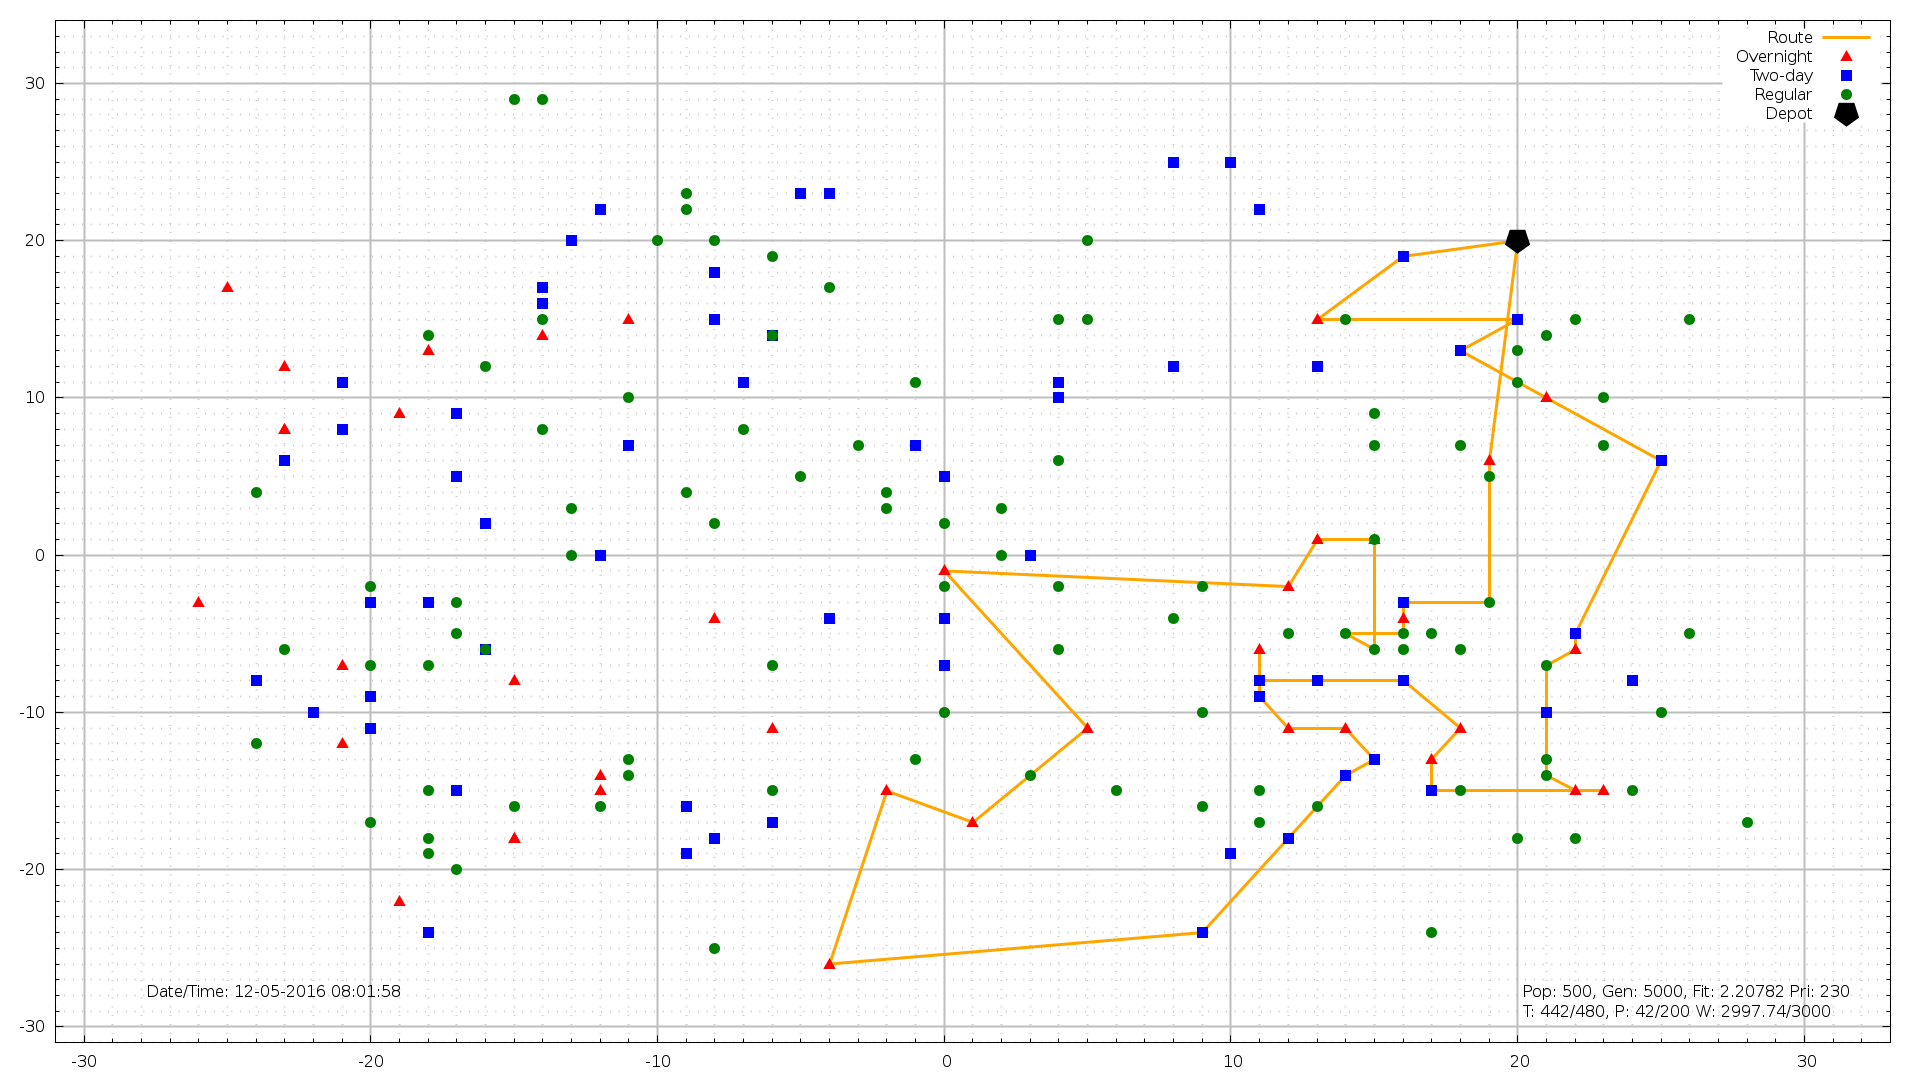 Route
Overnight
Two-day
Regular
Depot
30
20
10
0
-10
-20
-30
Date/Time: 12-05-2016 08:01:58
Pop: 500, Gen: 5000, Fit: 2.20782 Pri: 230
T: 442/480, P: 42/200 W: 2997.74/3000
-30
-20
-10
0
10
20
30